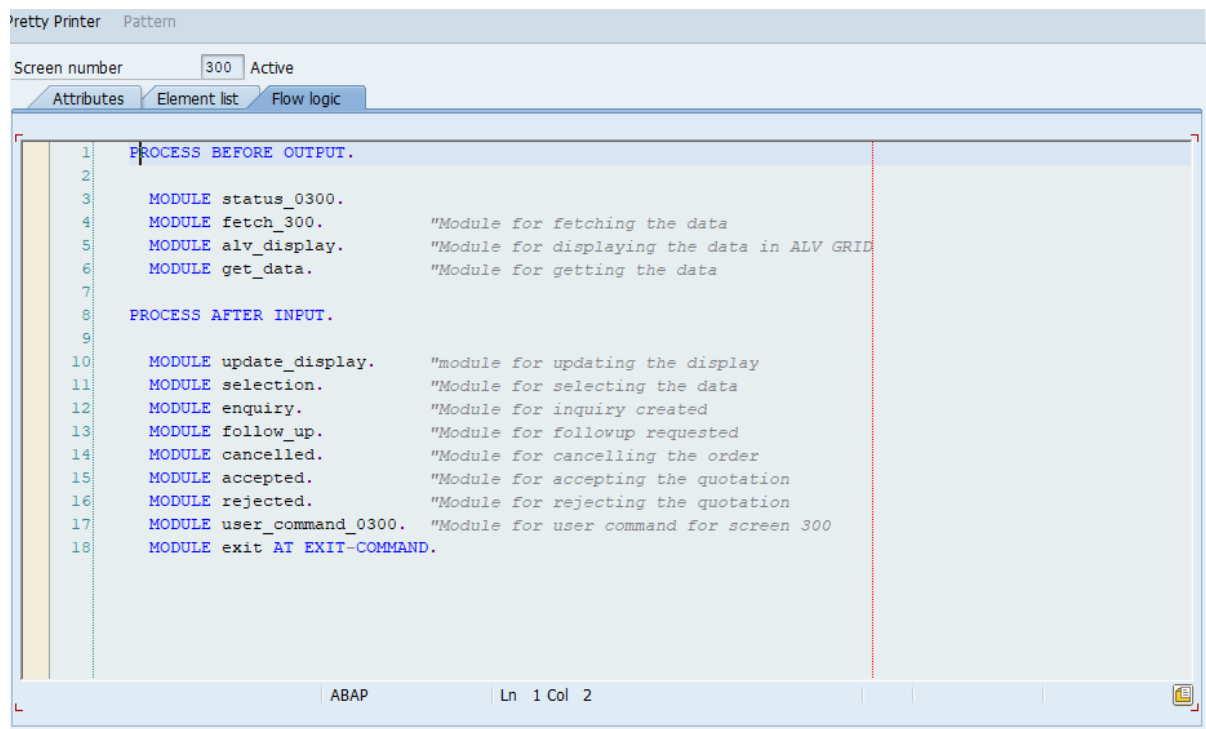 Pretty Printer Pattern
Screen number 300 Active
Attributes Element list Flow logic
1 PROCESS BEFORE OUTPUT.
2
3 MODULE status_0300.
4 MODULE fetch_300. "Module for fetching the data
5 MODULE alv_display. "Module for displaying the data in ALV GRID
6 MODULE get_data. "Module for getting the data
7
8 PROCESS AFTER INPUT.
9
10 MODULE update_display. "module for updating the display
11 MODULE selection. "Module for selecting the data
12 MODULE enquiry. "Module for inquiry created
13 MODULE follow_up. "Module for followup requested
14 MODULE cancelled. "Module for cancelling the order
15 MODULE accepted. "Module for accepting the quotation
16 MODULE rejected. "Module for rejecting the quotation
17 MODULE user_command_0300. "Module for user command for screen 300
18 MODULE exit AT EXIT-COMMAND.
ABAP Ln 1 Col 2